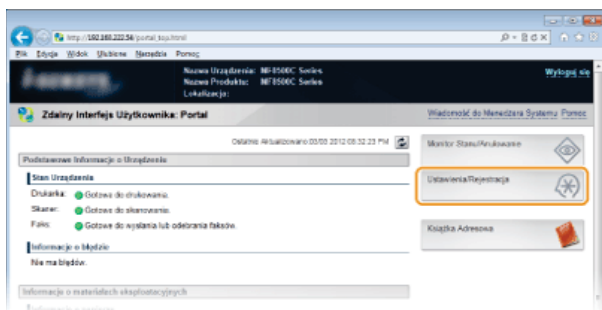 http://192.168.222.54/portal_top.html
Plik Edycja Widok Ulubione Narzędzia Pomoc
Nazwa Urządzenia: MF8500C Series
Nazwa Produktu: MF8500C Series
Lokalizacja:
Wyloguj się
Zdalny Interfejs Użytkownika: Portal
Wiadomość do Menedżera Systemu Pomoc
Ostatnio Aktualizowano:03/03 2012 08:32:23 PM
Podstawowe Informacje o Urządzeniu
Stan Urządzenia
Drukarka: Gotowe do drukowania.
Skaner: Gotowe do skanowania.
Faks: Gotowe do wysłania lub odebrania faksów.
Informacje o błędzie
Nie ma błędów.
Informacje o materiałach eksploatacyjnych
Monitor Stanu/Anulowanie
Ustawienia/Rejestracja
Książka Adresowa